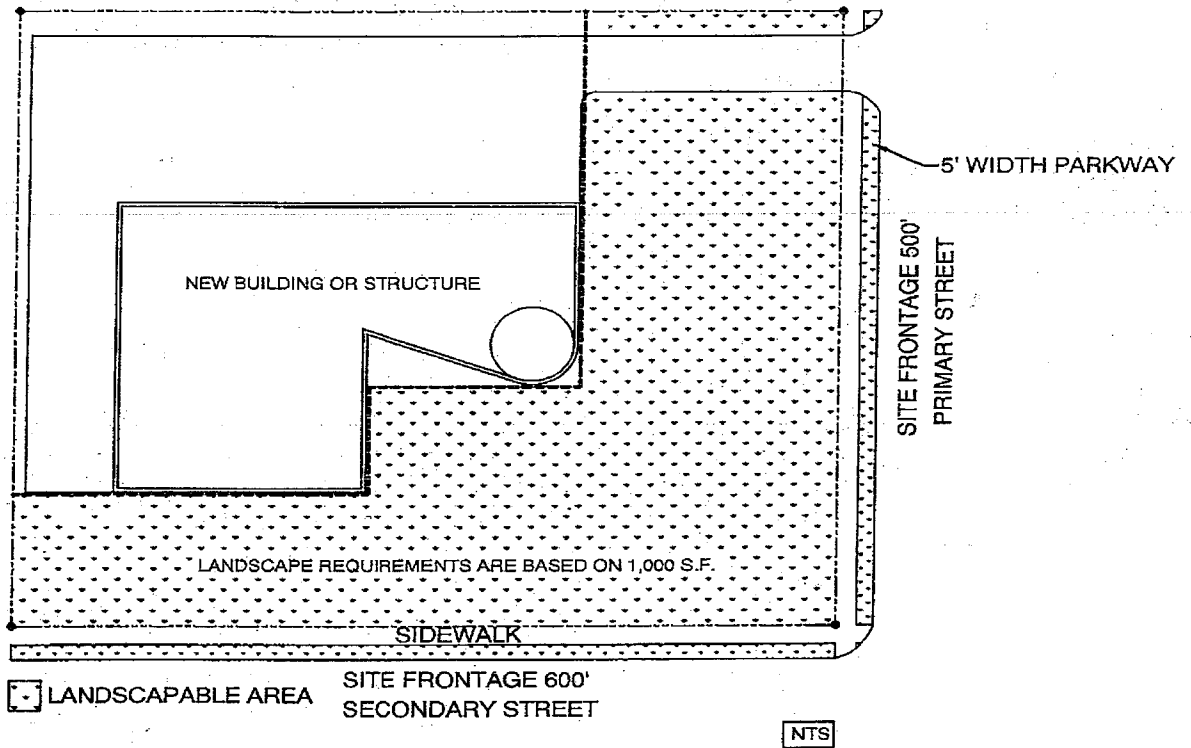 5' WIDTH PARKWAY
NEW BUILDING OR STRUCTURE
SITE FRONTAGE 500'
PRIMARY STREET
LANDSCAPE REQUIREMENTS ARE BASED ON 1,000 S.F.
SIDEWALK
LANDSCAPABLE AREA
SITE FRONTAGE 600'
SECONDARY STREET
NTS